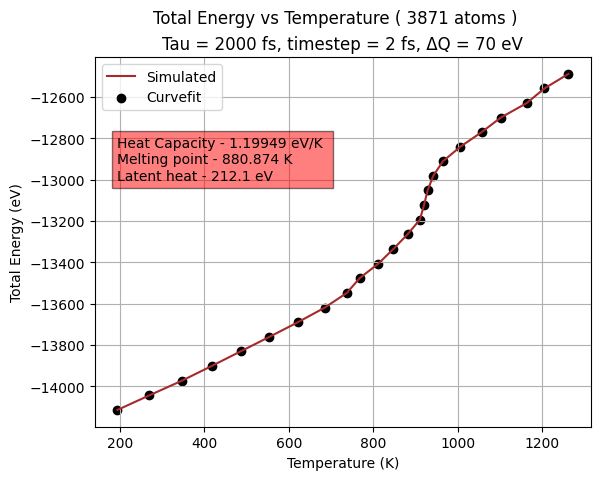 Total Energy vs Temperature ( 3871 atoms )
Tau = 2000 fs, timestep = 2 fs, ΔQ = 70 eV
Simulated
Curvefit
Heat Capacity - 1.19949 eV/K
Melting point - 880.874 K
Latent heat - 212.1 eV
Total Energy (eV)
−12600
−12800
−13000
−13200
−13400
−13600
−13800
−14000
200 400 600 800 1000 1200
Temperature (K)